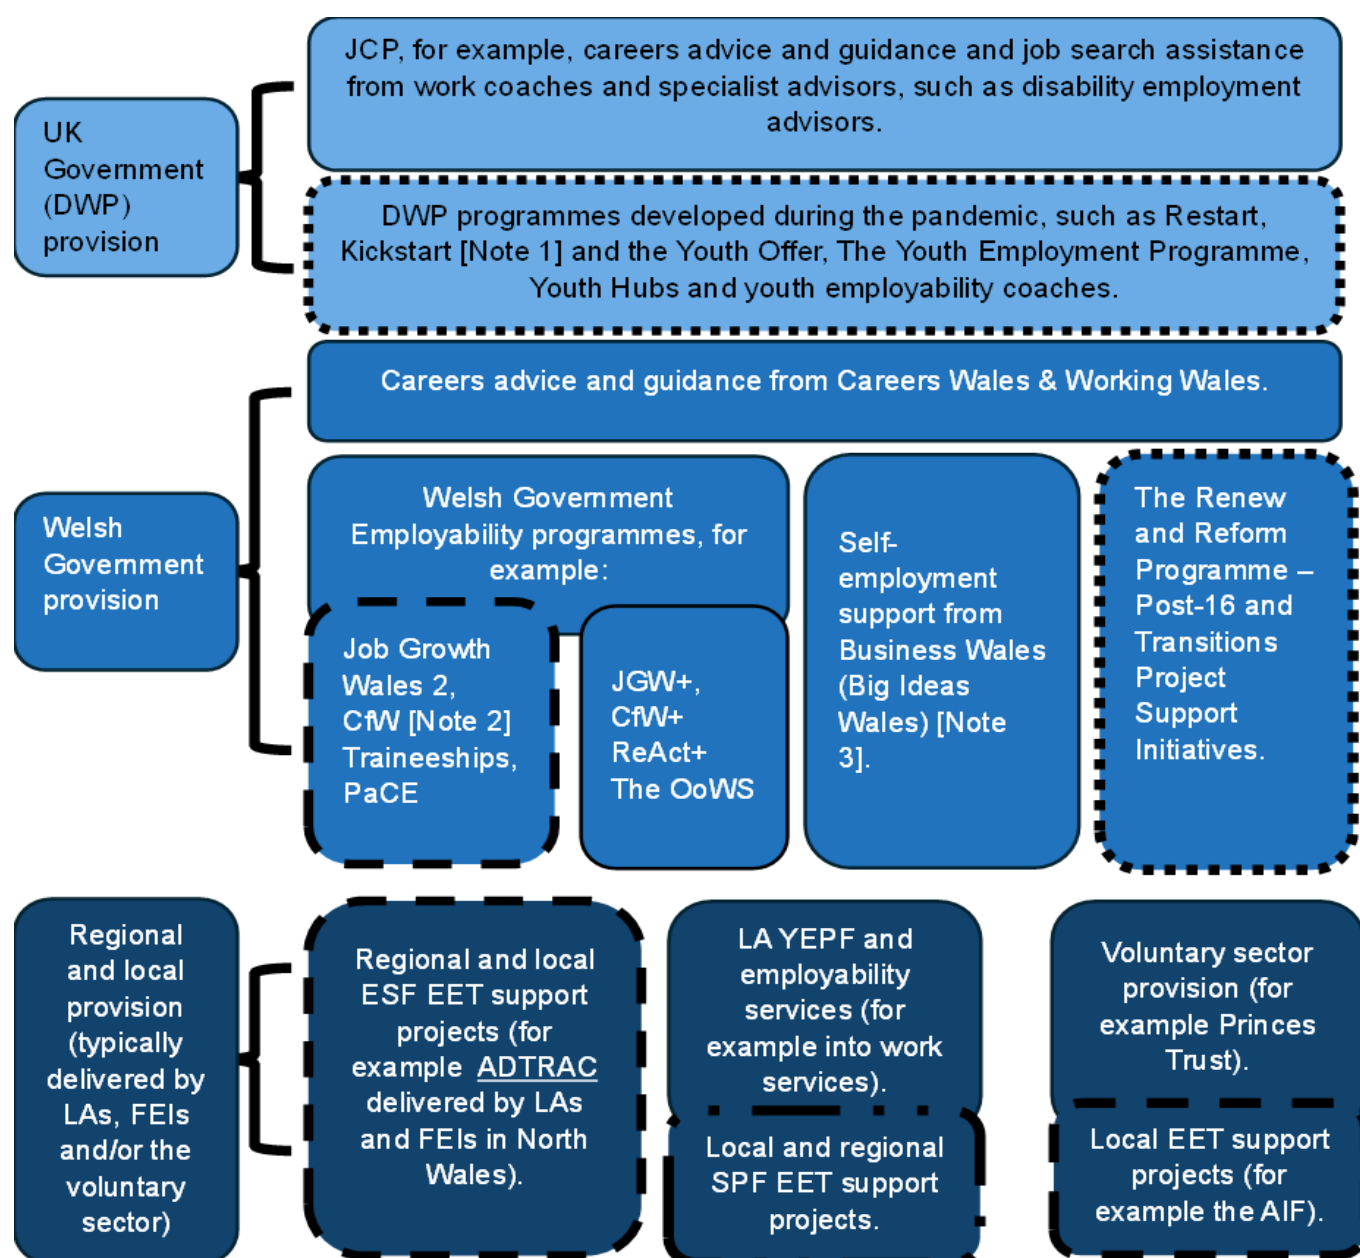 UK
Government
(DWP)
provision
JCP, for example, careers advice and guidance and job search assistance
from work coaches and specialist advisors, such as disability employment
advisors.
DWP programmes developed during the pandemic, such as Restart,
Kickstart [Note 1] and the Youth Offer, The Youth Employment Programme,
Youth Hubs and youth employability coaches.
Welsh
Government
provision
Careers advice and guidance from Careers Wales & Working Wales.
Welsh Government
Employability programmes, for
example:
Job Growth
Wales 2,
CfW [Note 2]
Traineeships,
PaCE
JGW+,
CfW+
ReAct+
The OoWS
Self-
employment
support from
Business Wales
(Big Ideas
Wales) [Note
3].
The Renew
and Reform
Programme –
Post-16 and
Transitions
Project
Support
Initiatives.
Regional
and local
provision
(typically
delivered by
LAs, FEIs
and/or the
voluntary
sector)
Regional and local
ESF EET support
projects (for
example ADTRAC
delivered by LAs
and FEIs in North
Wales).
LA YEPF and
employability
services (for
example into work
services).
Local and regional
SPF EET support
projects.
Voluntary sector
provision (for
example Princes
Trust).
Local EET support
projects (for
example the AIF).